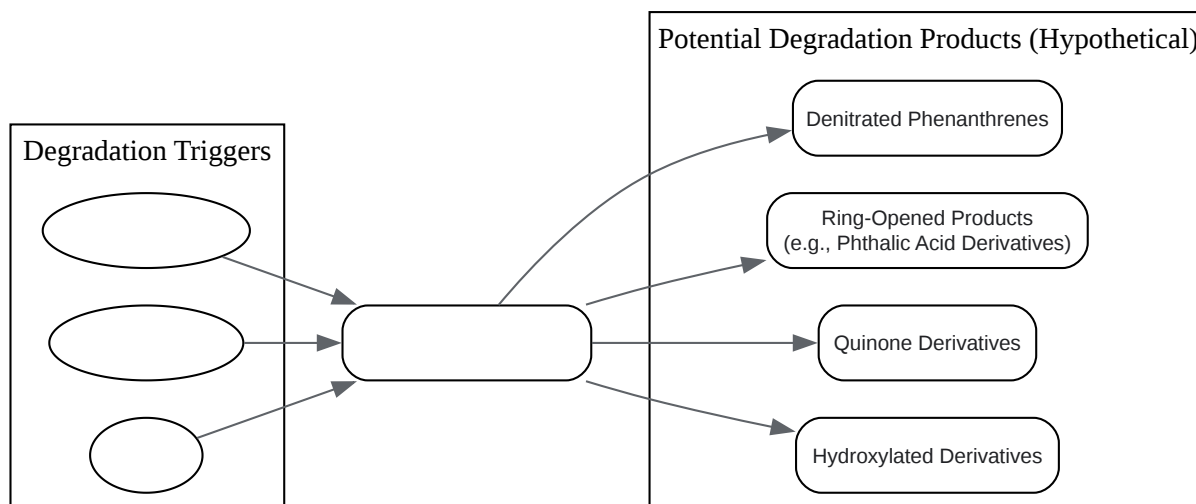 Potential Degradation Products (Hypothetical)
Denitrated Phenanthrenes
Degradation Triggers
Ring-Opened Products
(e.g., Phthalic Acid Derivatives)
Quinone Derivatives
Hydroxylated Derivatives